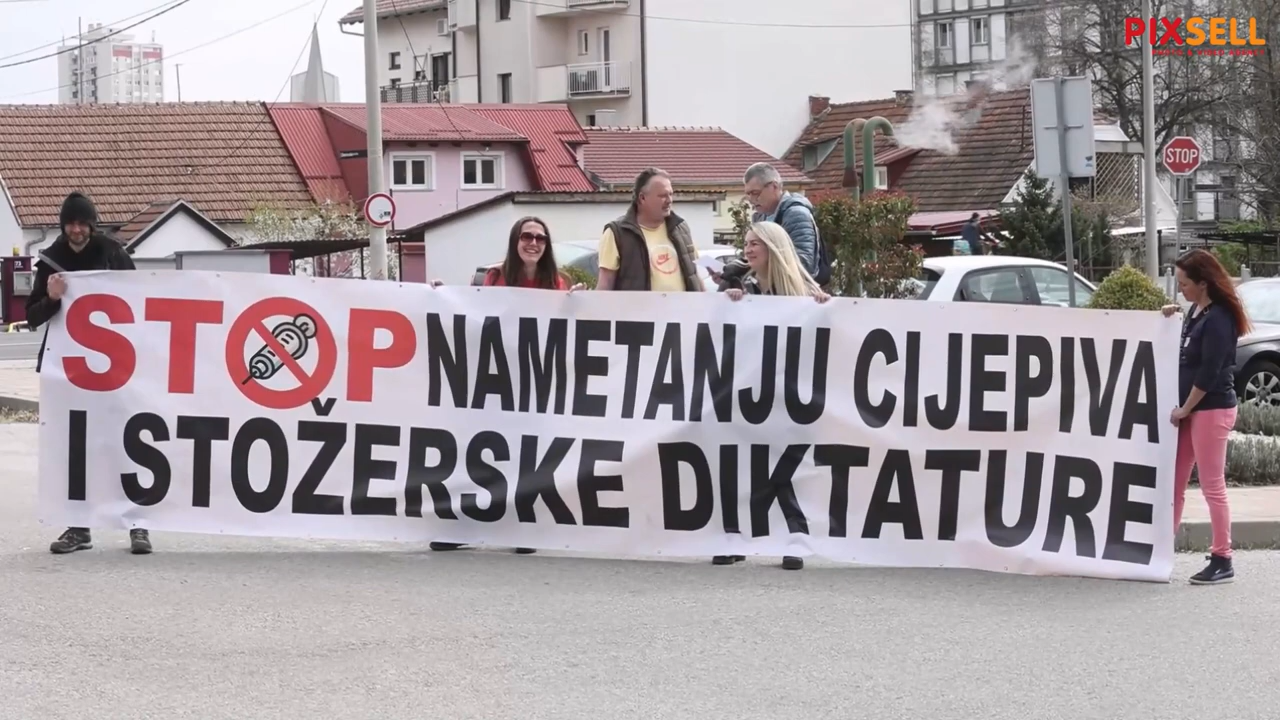 PIXSELL
STOP
STOP NAMETANJU CIJEPIVA
I STOŽERSKE DIKTATURE